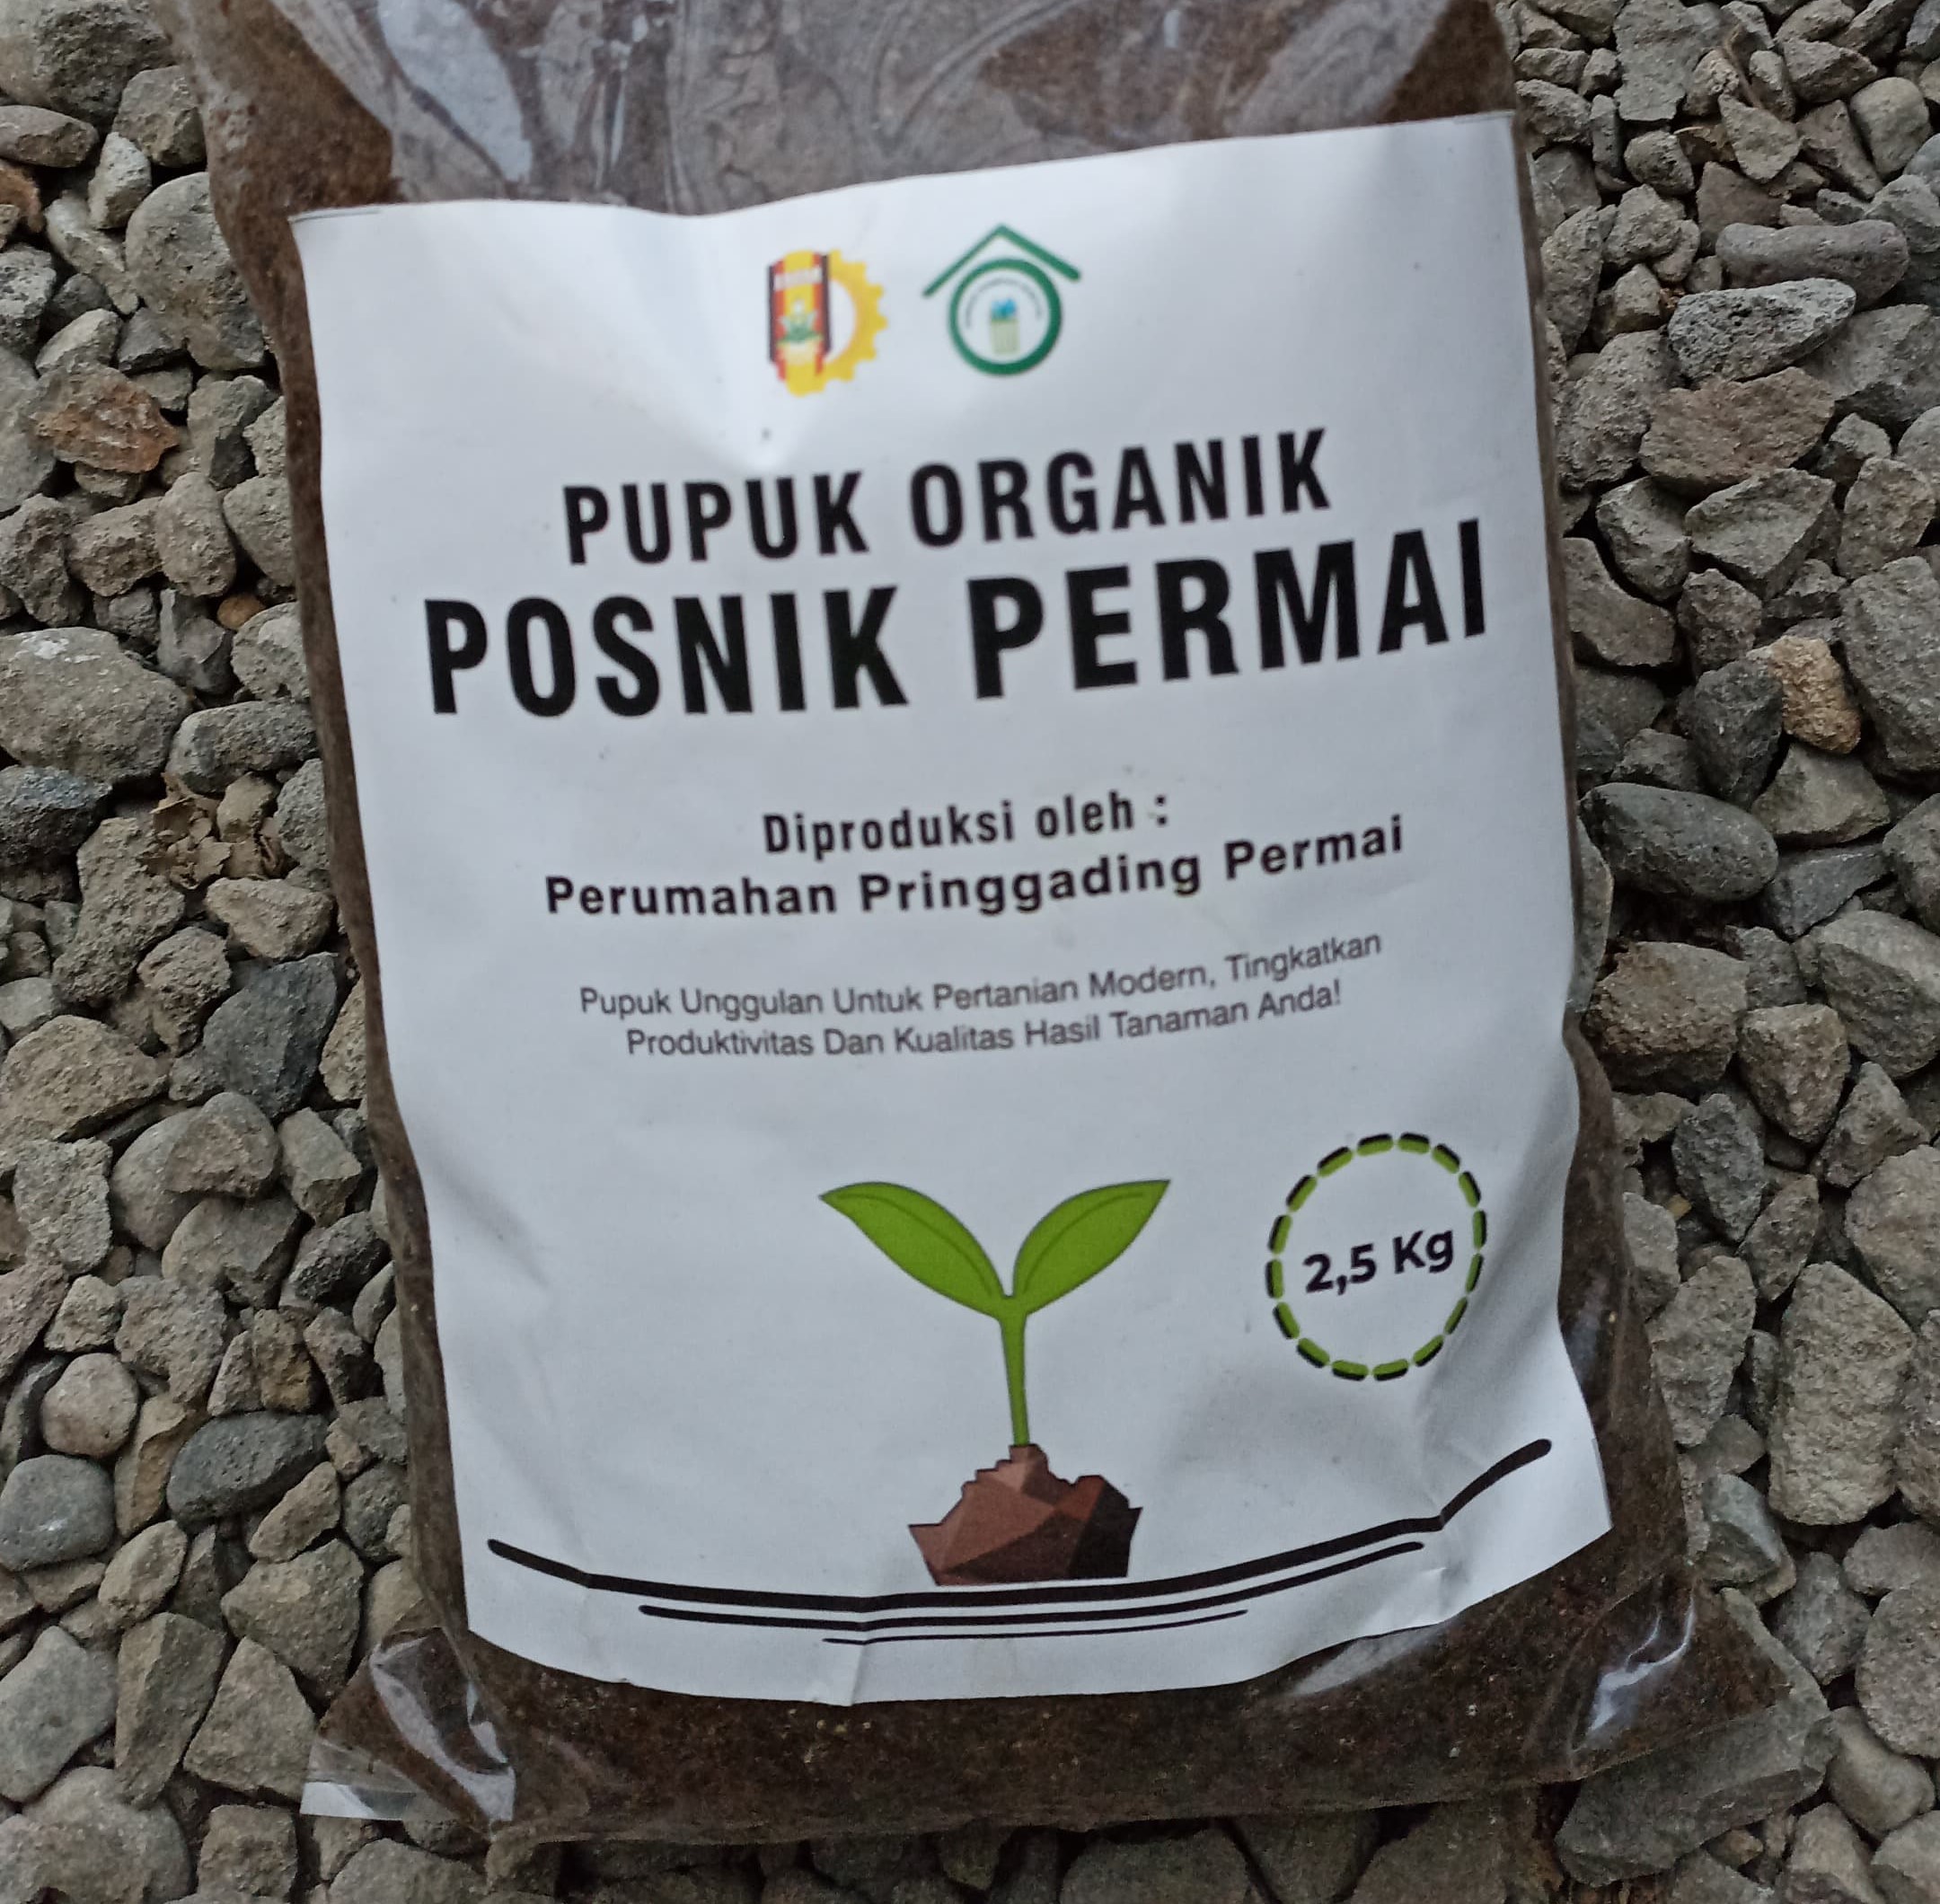 PUPUK ORGANIK
POSNIK PERMAI
Diproduksi oleh :
Perumahan Pringgading Permai
Pupuk Unggulan Untuk Pertanian Modern, Tingkatkan
Produktivitas Dan Kualitas Hasil Tanaman Anda!
2,5 Kg